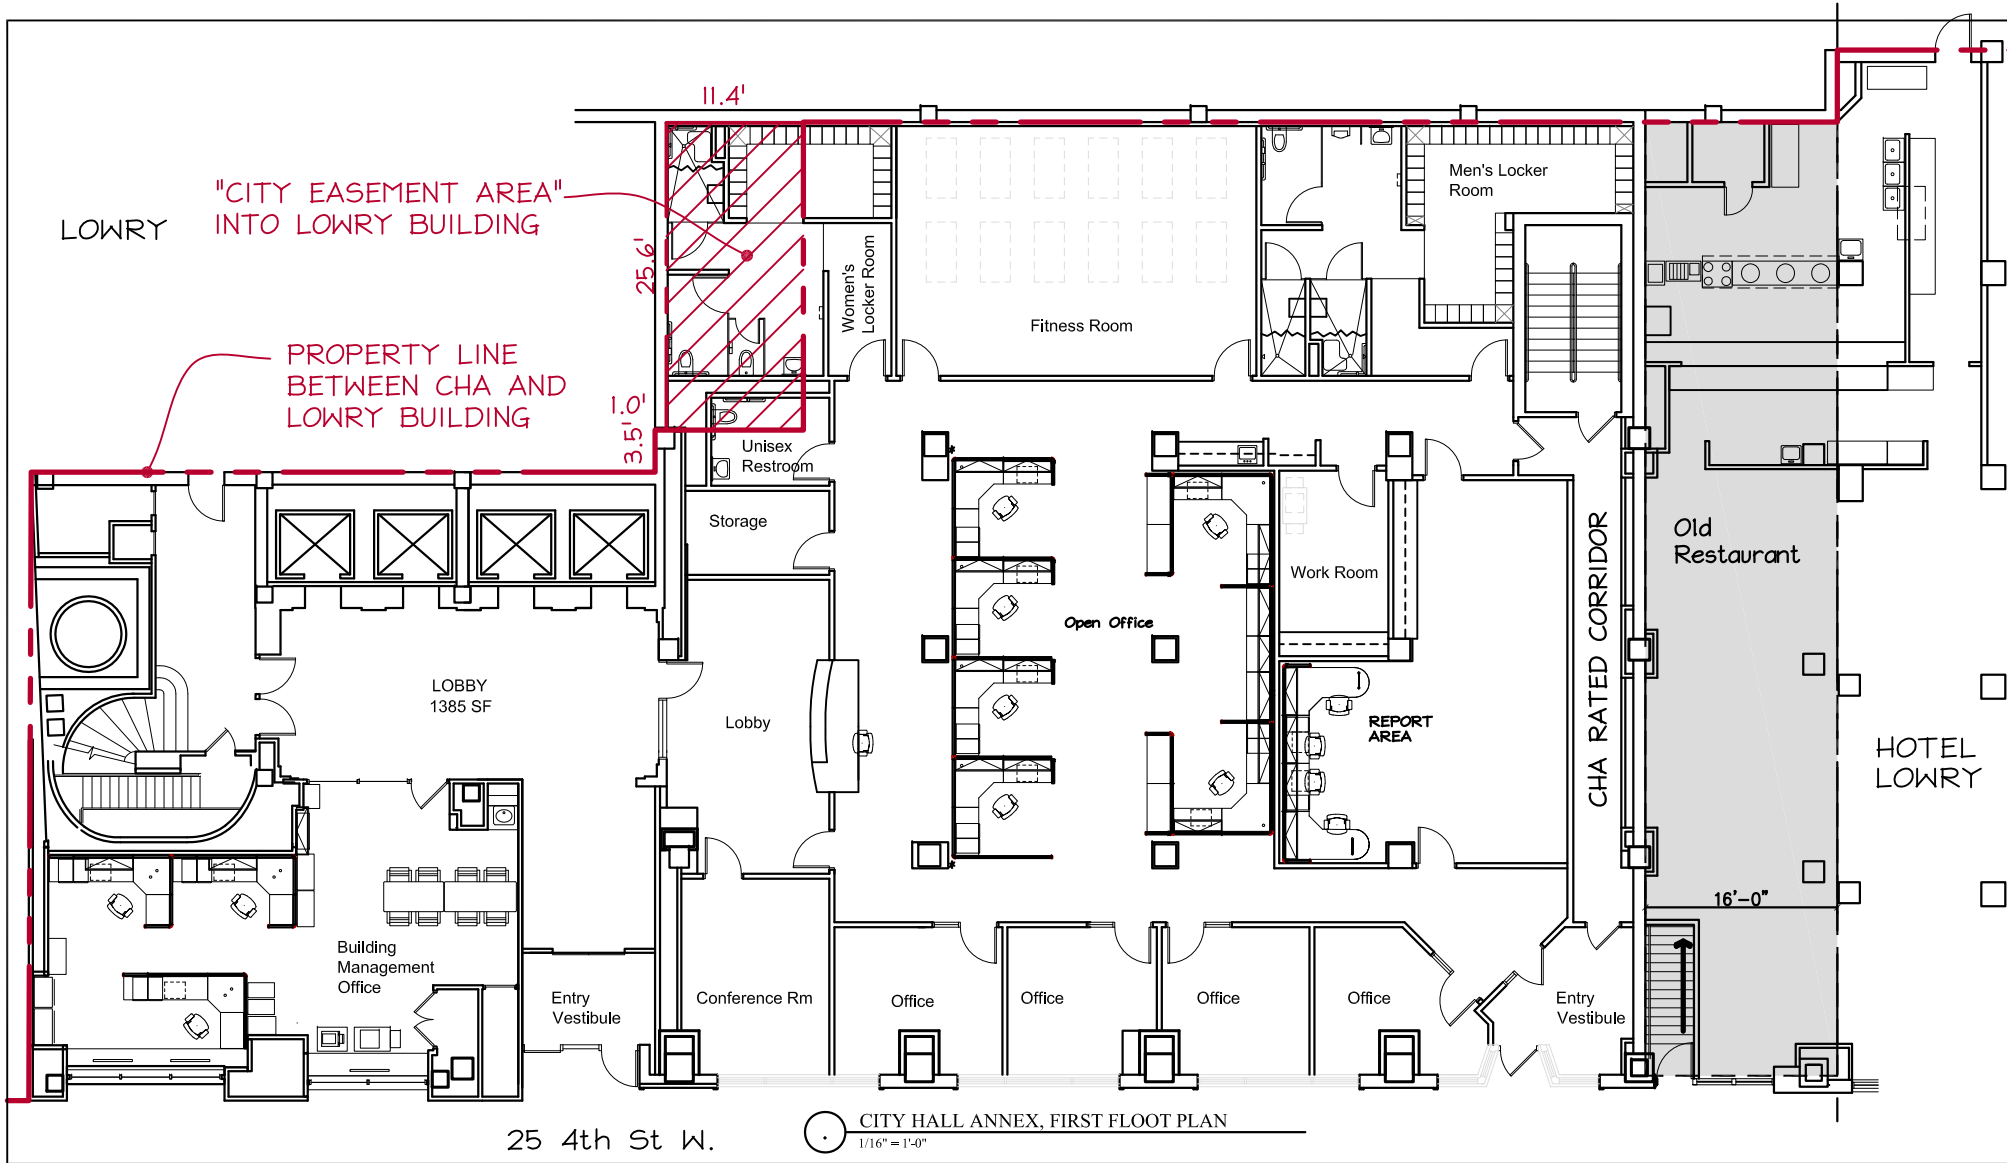 11.4'
"CITY EASEMENT AREA"
INTO LOWRY BUILDING
LOWRY
25.6'
Women's
Locker Room
Fitness Room
Men's Locker
Room
PROPERTY LINE
BETWEEN CHA AND
LOWRY BUILDING
1.0'
3.5'
Unisex
Restroom
Storage
Work Room
CHA RATED CORRIDOR
Old
Restaurant
Open Office
LOBBY
1385 SF
Lobby
REPORT
AREA
HOTEL
LOWRY
16'-0"
Building
Management
Office
Entry
Vestibule
Conference Rm
Office
Office
Office
Office
Entry
Vestibule
CITY HALL ANNEX, FIRST FLOOT PLAN
1/16" = 1'-0"
25 4th St W.